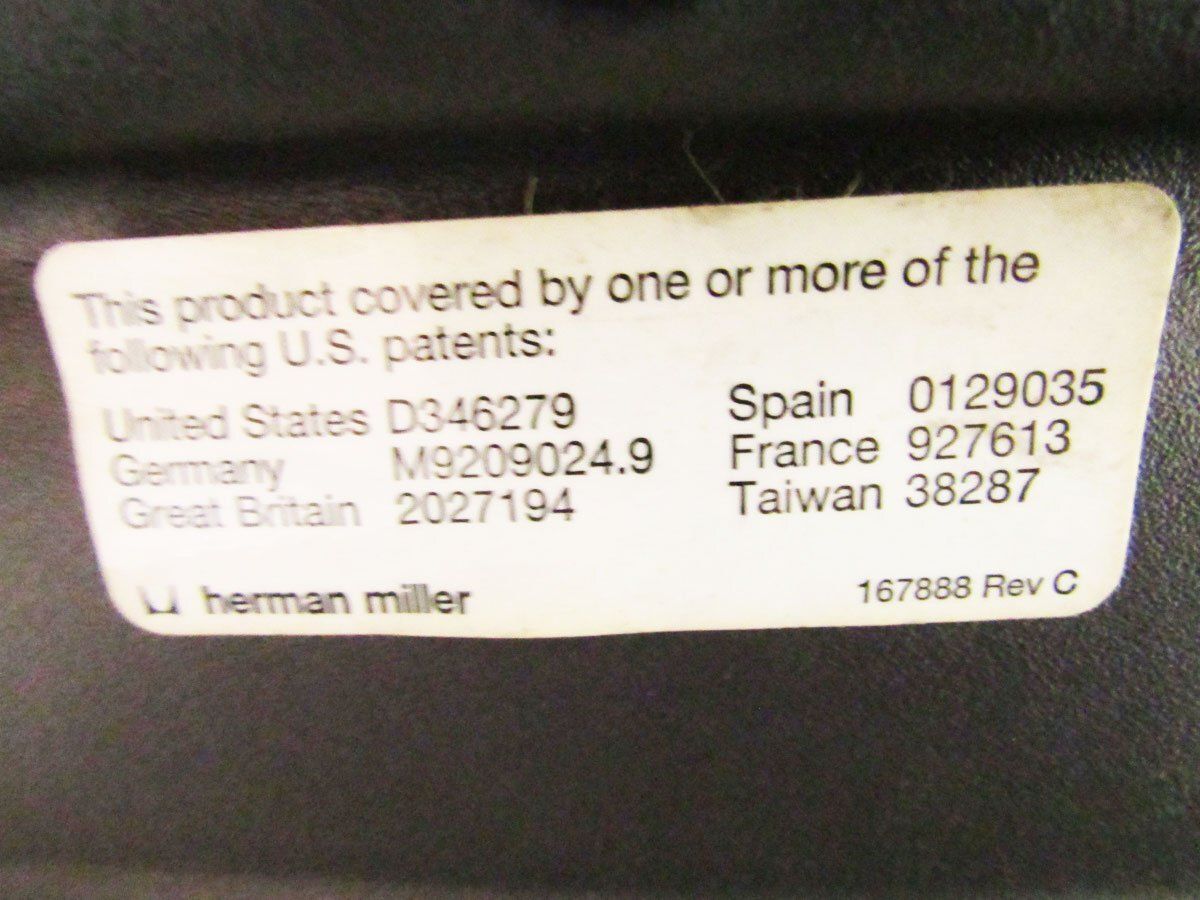 This product covered by one or more of the
following U.S. patents:
United States D346279 Spain 0129035
Germany M9209024.9 France 927613
Great Britain 2027194 Taiwan 38287
herman miller 167888 Rev C